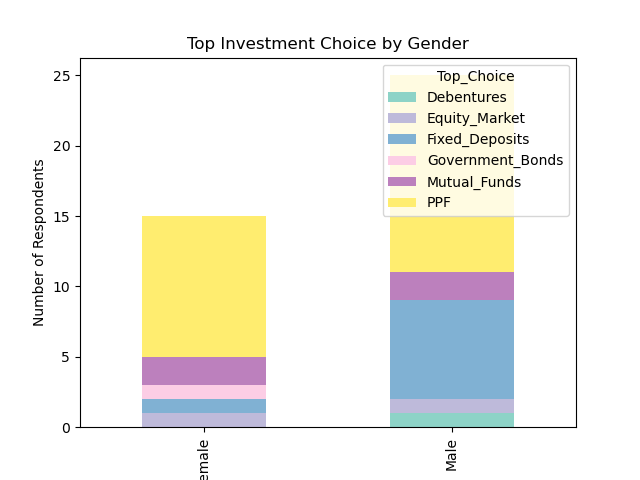 Top Investment Choice by Gender
Number of Respondents
25
20
15
10
5
0
Top_Choice
Debentures
Equity_Market
Fixed_Deposits
Government_Bonds
Mutual_Funds
PPF
emale
Male